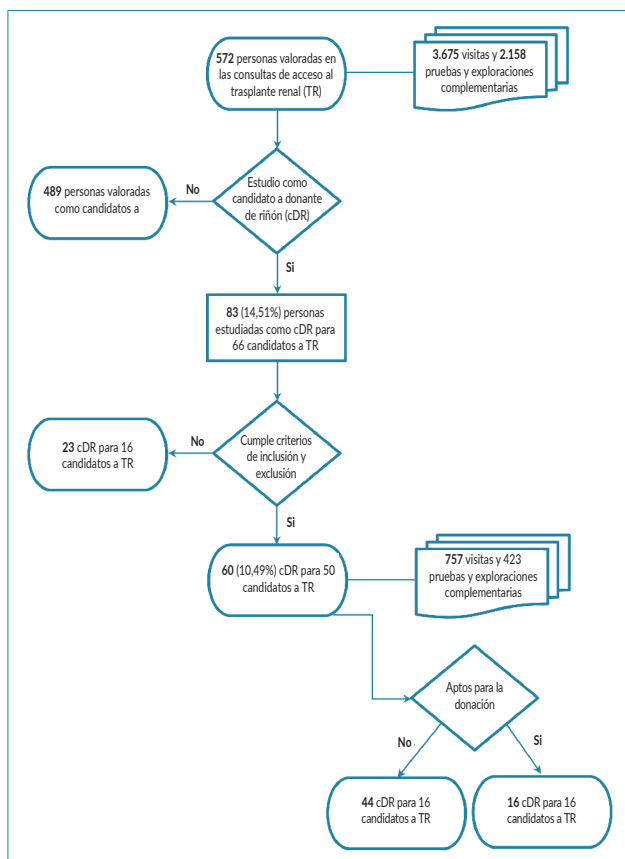 572 personas valoradas en
las consultas de acceso al
trasplante renal (TR)
3.675 visitas y 2.158
pruebas y exploraciones
complementarias
Estudio como
candidato a donante
de riñón (cDR)
No
489 personas valoradas
como candidatos a
Si
83 (14,51%) personas
estudiadas como cDR para
66 candidatos a TR
Cumple criterios
de inclusión y
exclusión
No
23 cDR para 16
candidatos a TR
Si
60 (10,49%) cDR para 50
candidatos a TR
757 visitas y 423
pruebas y exploraciones
complementarias
Aptos para la
donación
No
Si
44 cDR para 16
candidatos a TR
16 cDR para 16
candidatos a TR